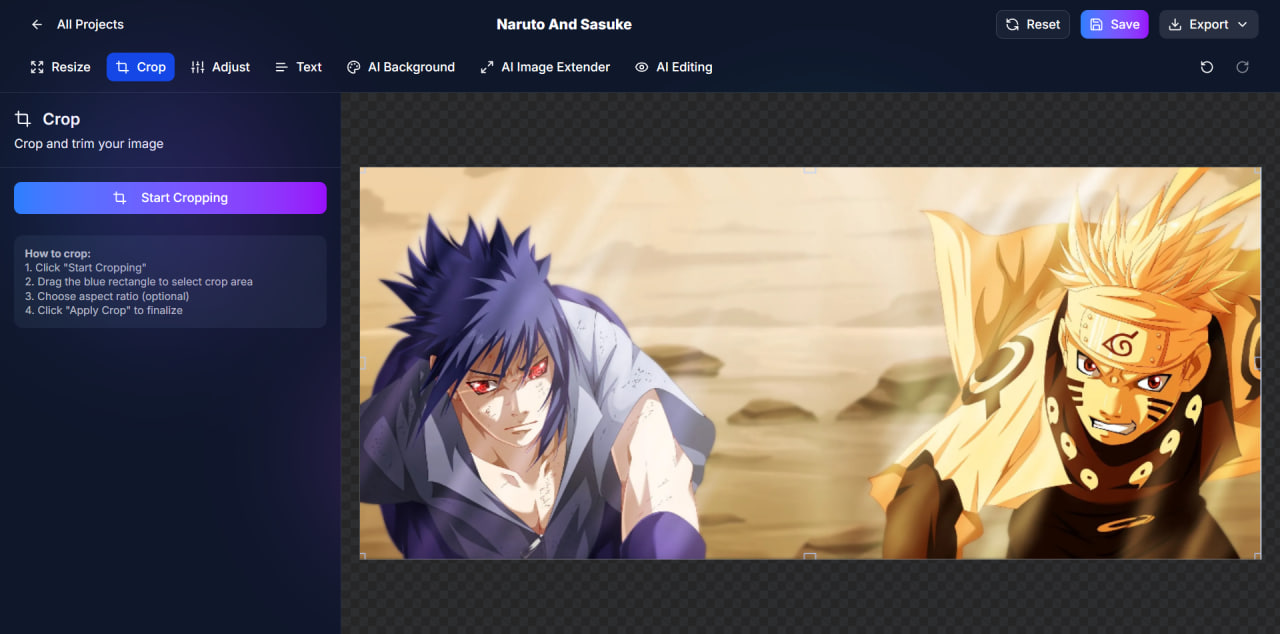 All Projects
Naruto And Sasuke
Reset
Save
Export
Resize
Crop
Adjust
Text
AI Background
AI Image Extender
AI Editing
Crop
Crop and trim your image
Start Cropping
How to crop:
1. Click "Start Cropping"
2. Drag the blue rectangle to select crop area
3. Choose aspect ratio (optional)
4. Click "Apply Crop" to finalize